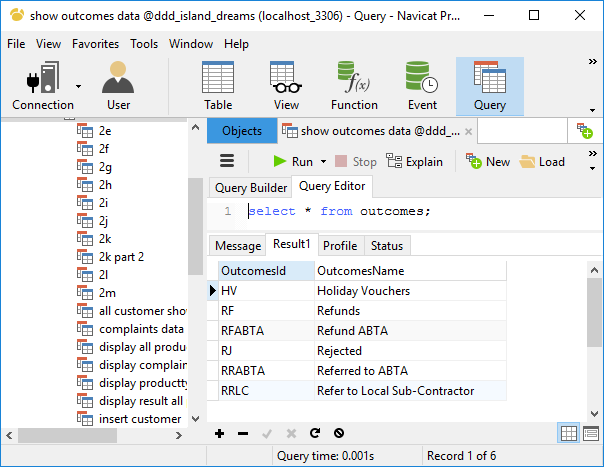 show outcomes data @ddd_island_dreams (localhost_3306) - Query - Navicat Pr...
File View Favorites Tools Window Help
Connection User Table View Function Event Query
f(x)
2e
2f
2g
2h
2i
2j
2k
2k part 2
2l
2m
all customer show
complaints data
display all produc
display complain
display productty
display result all
insert customer
Objects show outcomes data @ddd_...
Run Stop Explain New Load
Query Builder Query Editor
1 select * from outcomes;
Message Result1 Profile Status
OutcomesId OutcomesName
HV Holiday Vouchers
RF Refunds
RFABTA Refund ABTA
RJ Rejected
RRABTA Referred to ABTA
RRLC Refer to Local Sub-Contractor
Query time: 0.001s Record 1 of 6